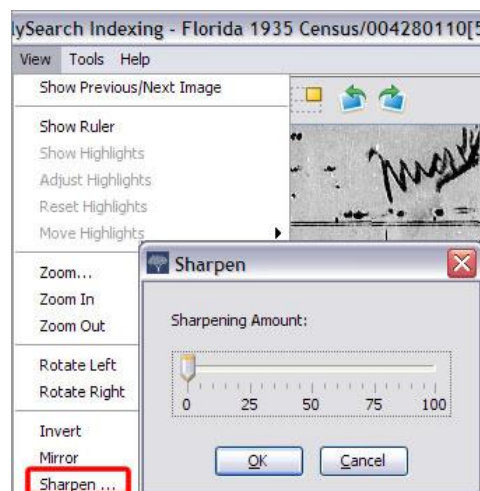 lySearch Indexing - Florida 1935 Census/004280110[5
View Tools Help
Show Previous/Next Image
Show Ruler
Show Highlights
Adjust Highlights
Reset Highlights
Move Highlights
Zoom...
Zoom In
Zoom Out
Rotate Left
Rotate Right
Invert
Mirror
Sharpen ...
Sharpen
Sharpening Amount:
0 25 50 75 100
OK Cancel